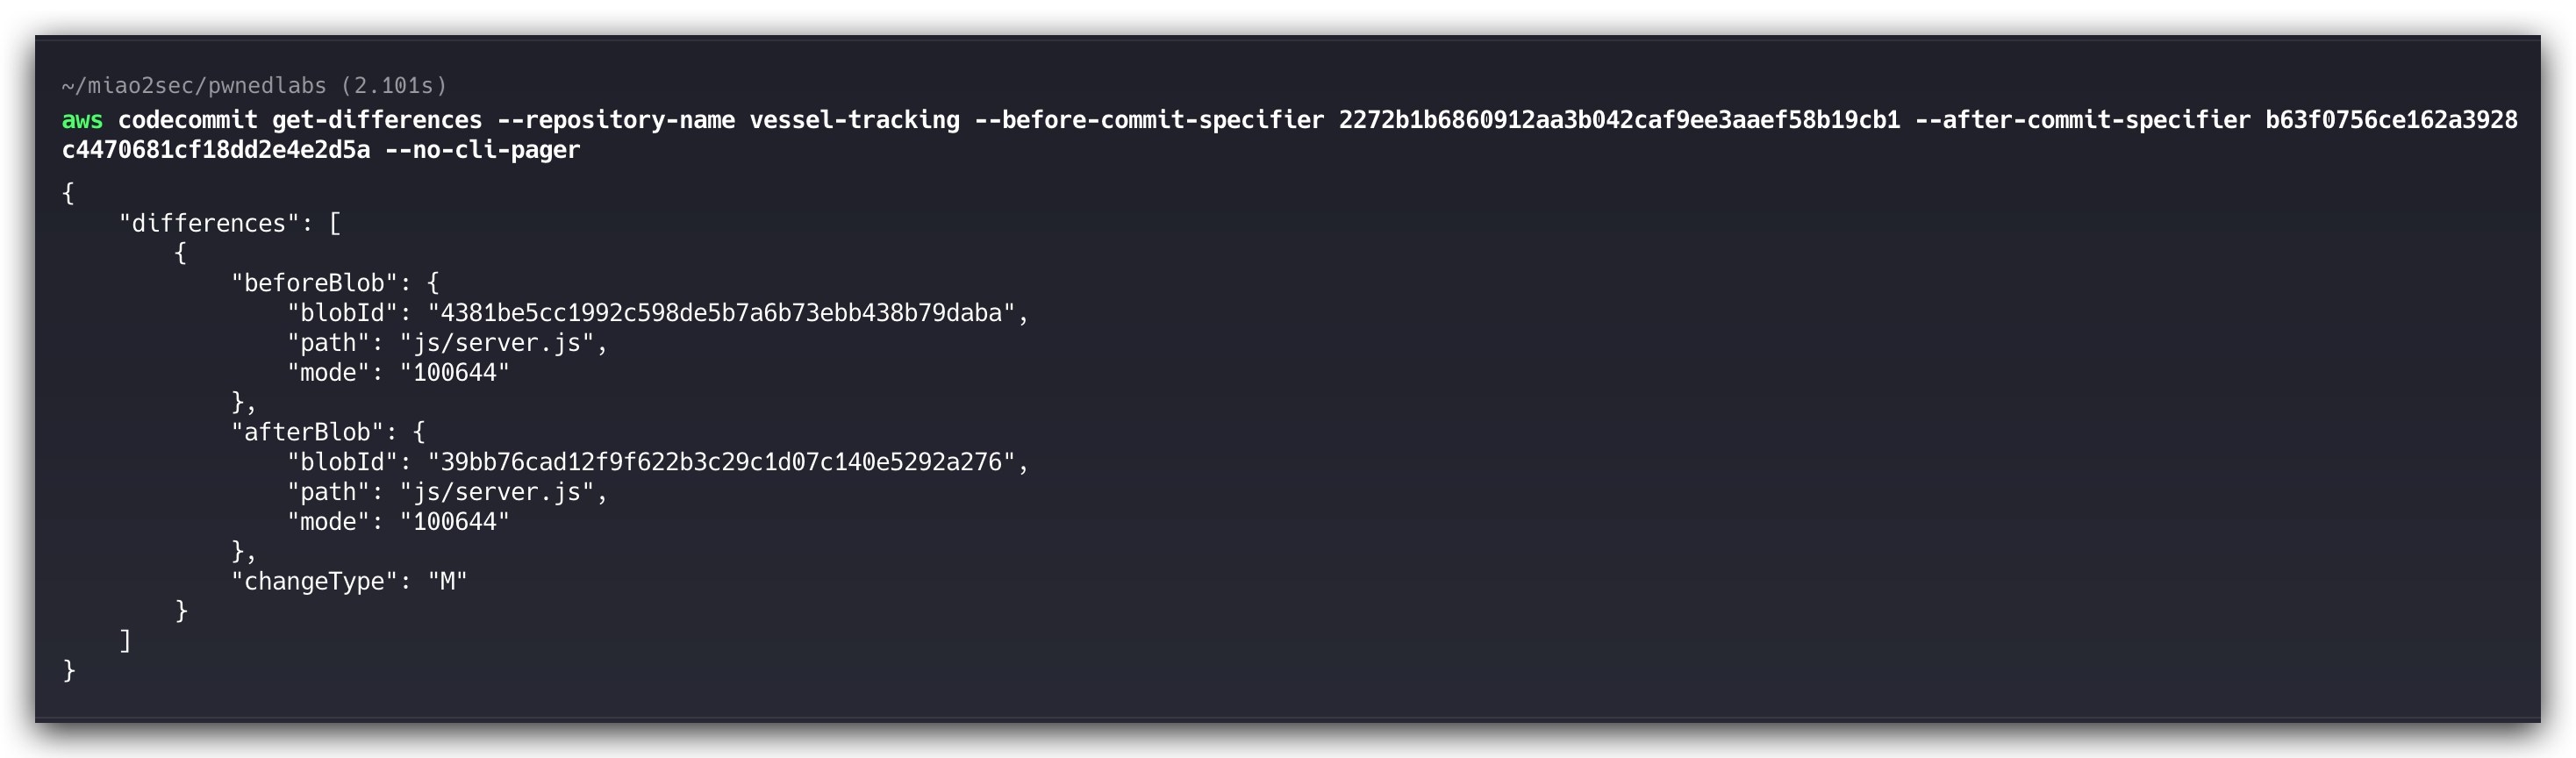 ~/miao2sec/pwnedlabs (2.101s)
aws codecommit get-differences --repository-name vessel-tracking --before-commit-specifier 2272b1b6860912aa3b042caf9ee3aaef58b19cb1 --after-commit-specifier b63f0756ce162a3928
c4470681cf18dd2e4e2d5a --no-cli-pager
{
    "differences": [
        {
            "beforeBlob": {
                "blobId": "4381be5cc1992c598de5b7a6b73ebb438b79daba",
                "path": "js/server.js",
                "mode": "100644"
            },
            "afterBlob": {
                "blobId": "39bb76cad12f9f622b3c29c1d07c140e5292a276",
                "path": "js/server.js",
                "mode": "100644"
            },
            "changeType": "M"
        }
    ]
}